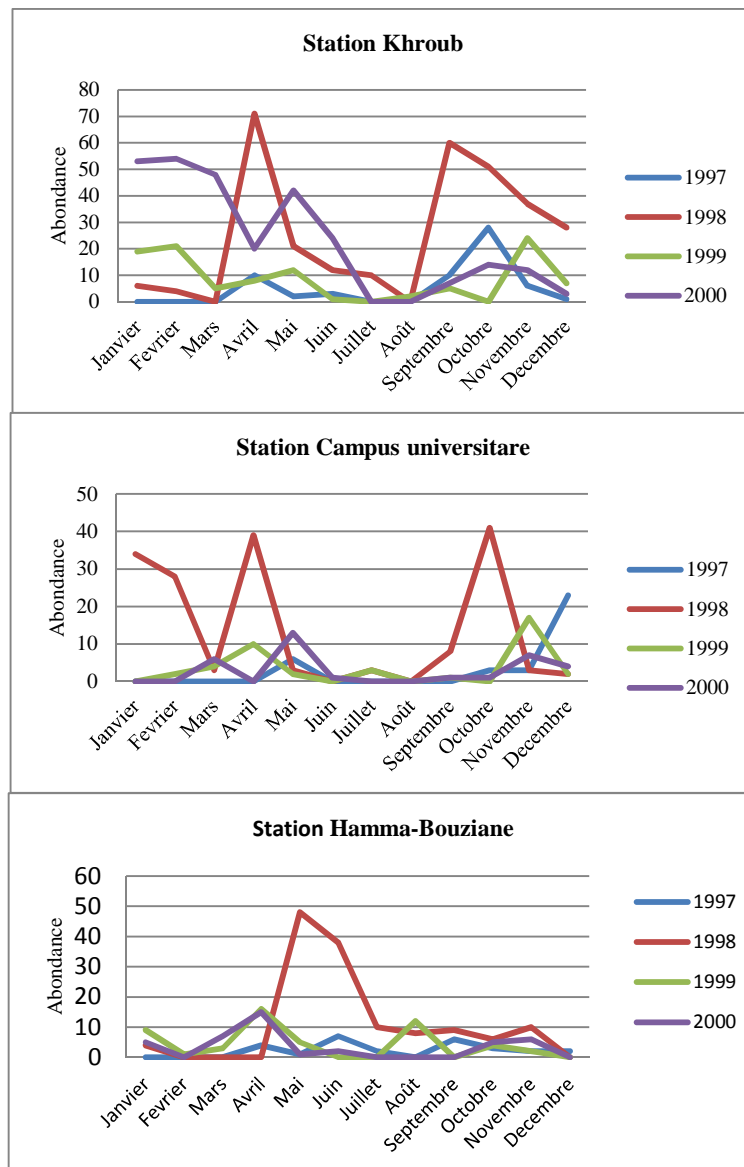 Station Khroub
80
70
60
50
40
30
20
10
0
Abondance
Janvier
Fevrier
Mars
Avril
Mai
Juin
Juillet
Août
Septembre
Octobre
Novembre
Decembre
1997
1998
1999
2000
Station Campus universitare
50
40
30
20
10
0
Abondance
Janvier
Fevrier
Mars
Avril
Mai
Juin
Juillet
Août
Septembre
Octobre
Novembre
Decembre
1997
1998
1999
2000
Station Hamma-Bouziane
60
50
40
30
20
10
0
Abondance
Janvier
Fevrier
Mars
Avril
Mai
Juin
Juillet
Août
Septembre
Octobre
Novembre
Decembre
1997
1998
1999
2000